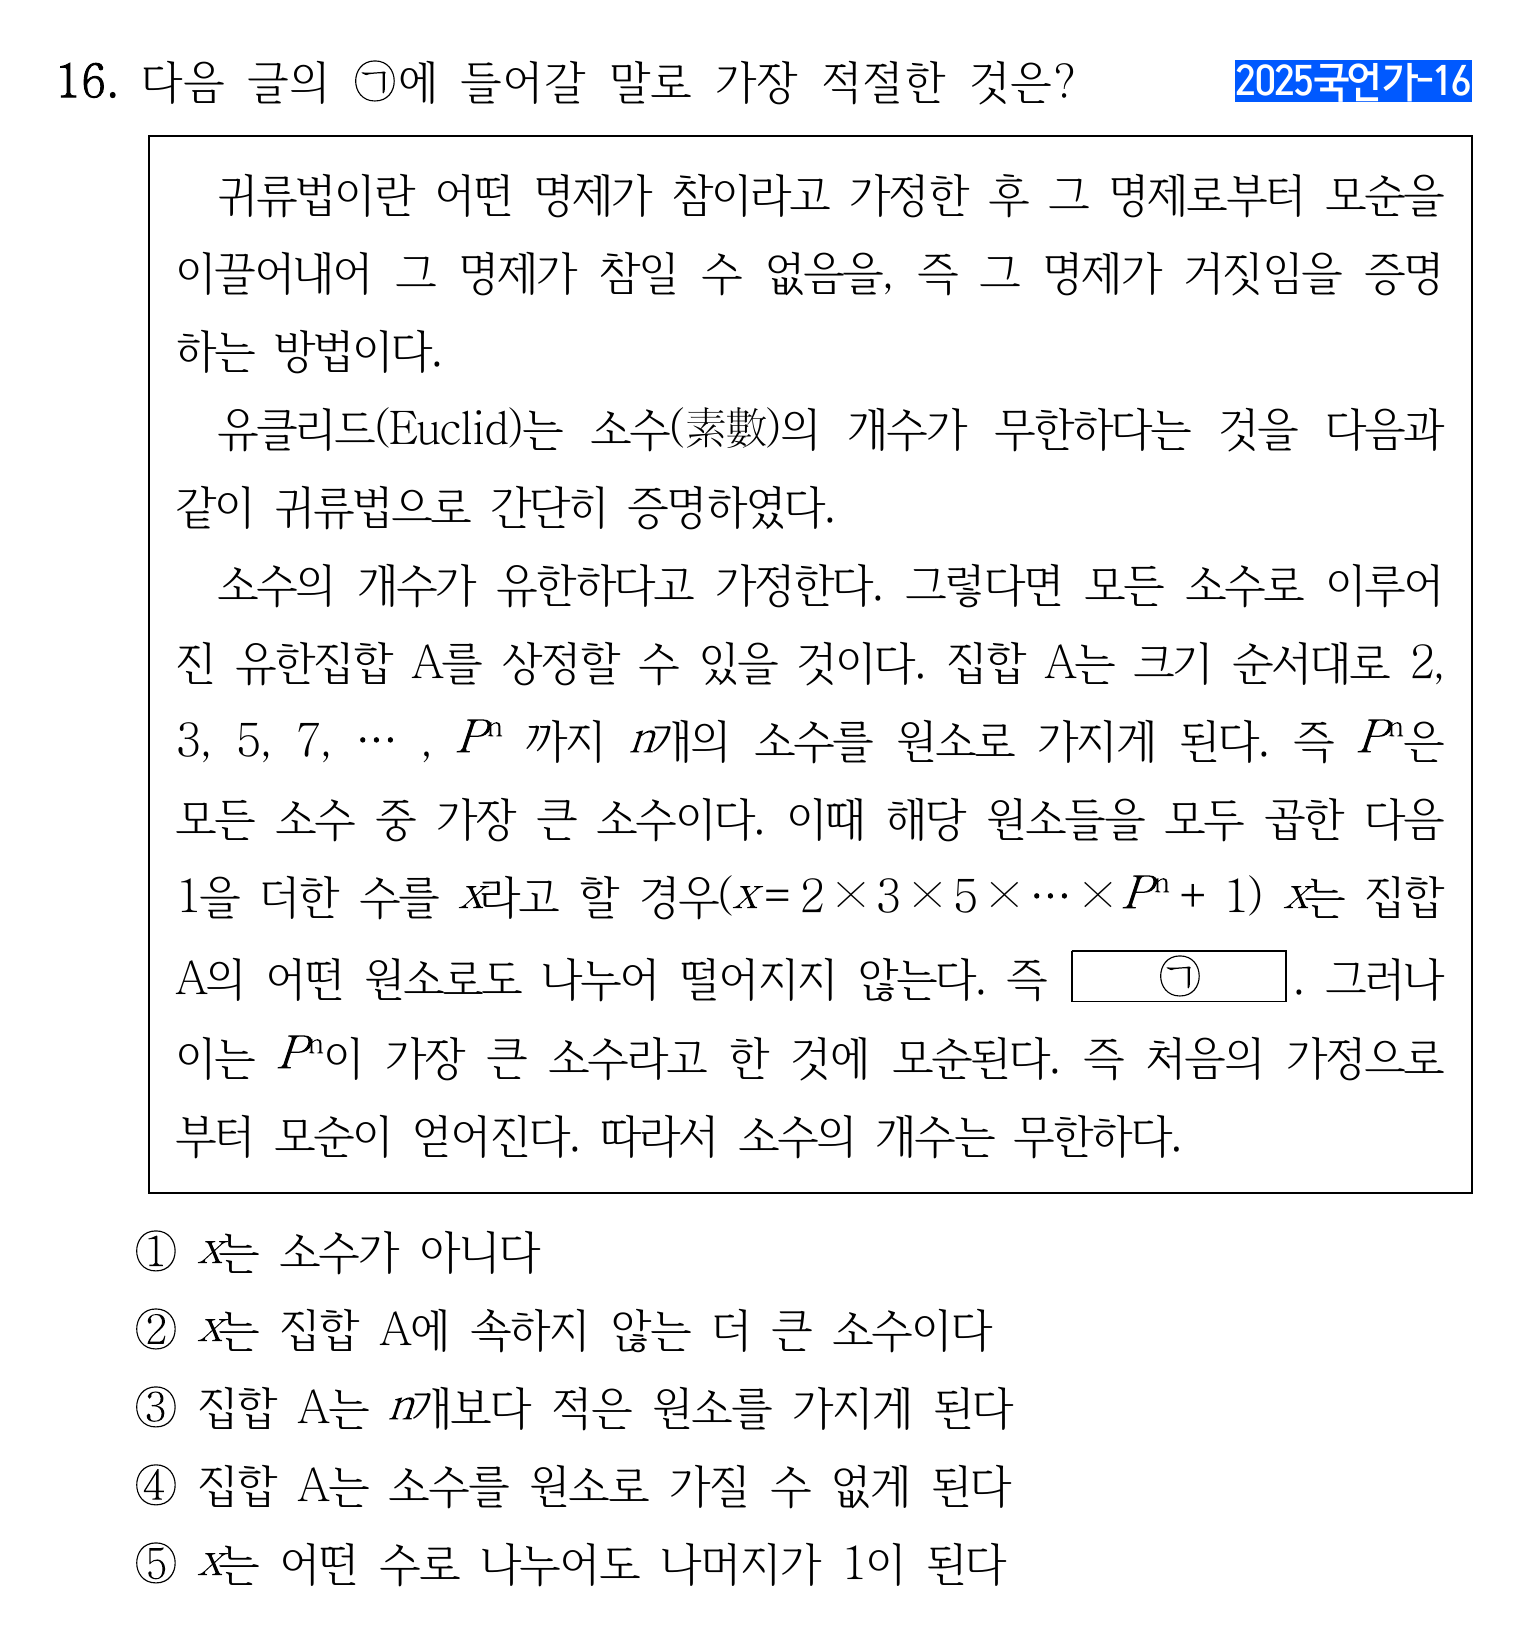 16. 다음 글의 ㉠에 들어갈 말로 가장 적절한 것은?
2025국언가-16
귀류법이란 어떤 명제가 참이라고 가정한 후 그 명제로부터 모순을
이끌어내어 그 명제가 참일 수 없음을, 즉 그 명제가 거짓임을 증명
하는 방법이다.
유클리드(Euclid)는 소수(素數)의 개수가 무한하다는 것을 다음과
같이 귀류법으로 간단히 증명하였다.
소수의 개수가 유한하다고 가정한다. 그렇다면 모든 소수로 이루어
진 유한집합 A를 상정할 수 있을 것이다. 집합 A는 크기 순서대로 2,
3, 5, 7, … , Pⁿ 까지 n개의 소수를 원소로 가지게 된다. 즉 Pⁿ은
모든 소수 중 가장 큰 소수이다. 이때 해당 원소들을 모두 곱한 다음
1을 더한 수를 x라고 할 경우(x=2×3×5×…×Pⁿ+ 1) x는 집합
A의 어떤 원소로도 나누어 떨어지지 않는다. 즉 ㉠. 그러나
이는 Pⁿ이 가장 큰 소수라고 한 것에 모순된다. 즉 처음의 가정으로
부터 모순이 얻어진다. 따라서 소수의 개수는 무한하다.
① x는 소수가 아니다
② x는 집합 A에 속하지 않는 더 큰 소수이다
③ 집합 A는 n개보다 적은 원소를 가지게 된다
④ 집합 A는 소수를 원소로 가질 수 없게 된다
⑤ x는 어떤 수로 나누어도 나머지가 1이 된다